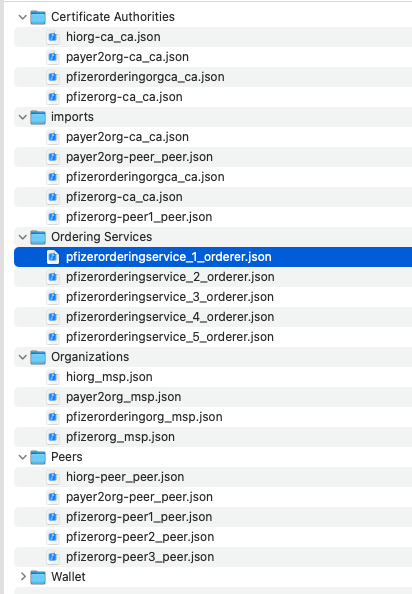 Certificate Authorities
hiorg-ca_ca.json
payer2org-ca_ca.json
pfizerorderingorgca_ca.json
pfizerorg-ca_ca.json
imports
payer2org-ca_ca.json
payer2org-peer_peer.json
pfizerorderingorgca_ca.json
pfizerorg-ca_ca.json
pfizerorg-peer1_peer.json
Ordering Services
pfizerorderingservice_1_orderer.json
pfizerorderingservice_2_orderer.json
pfizerorderingservice_3_orderer.json
pfizerorderingservice_4_orderer.json
pfizerorderingservice_5_orderer.json
Organizations
hiorg_msp.json
payer2org_msp.json
pfizerorderingorg_msp.json
pfizerorg_msp.json
Peers
hiorg-peer_peer.json
payer2org-peer_peer.json
pfizerorg-peer1_peer.json
pfizerorg-peer2_peer.json
pfizerorg-peer3_peer.json
Wallet